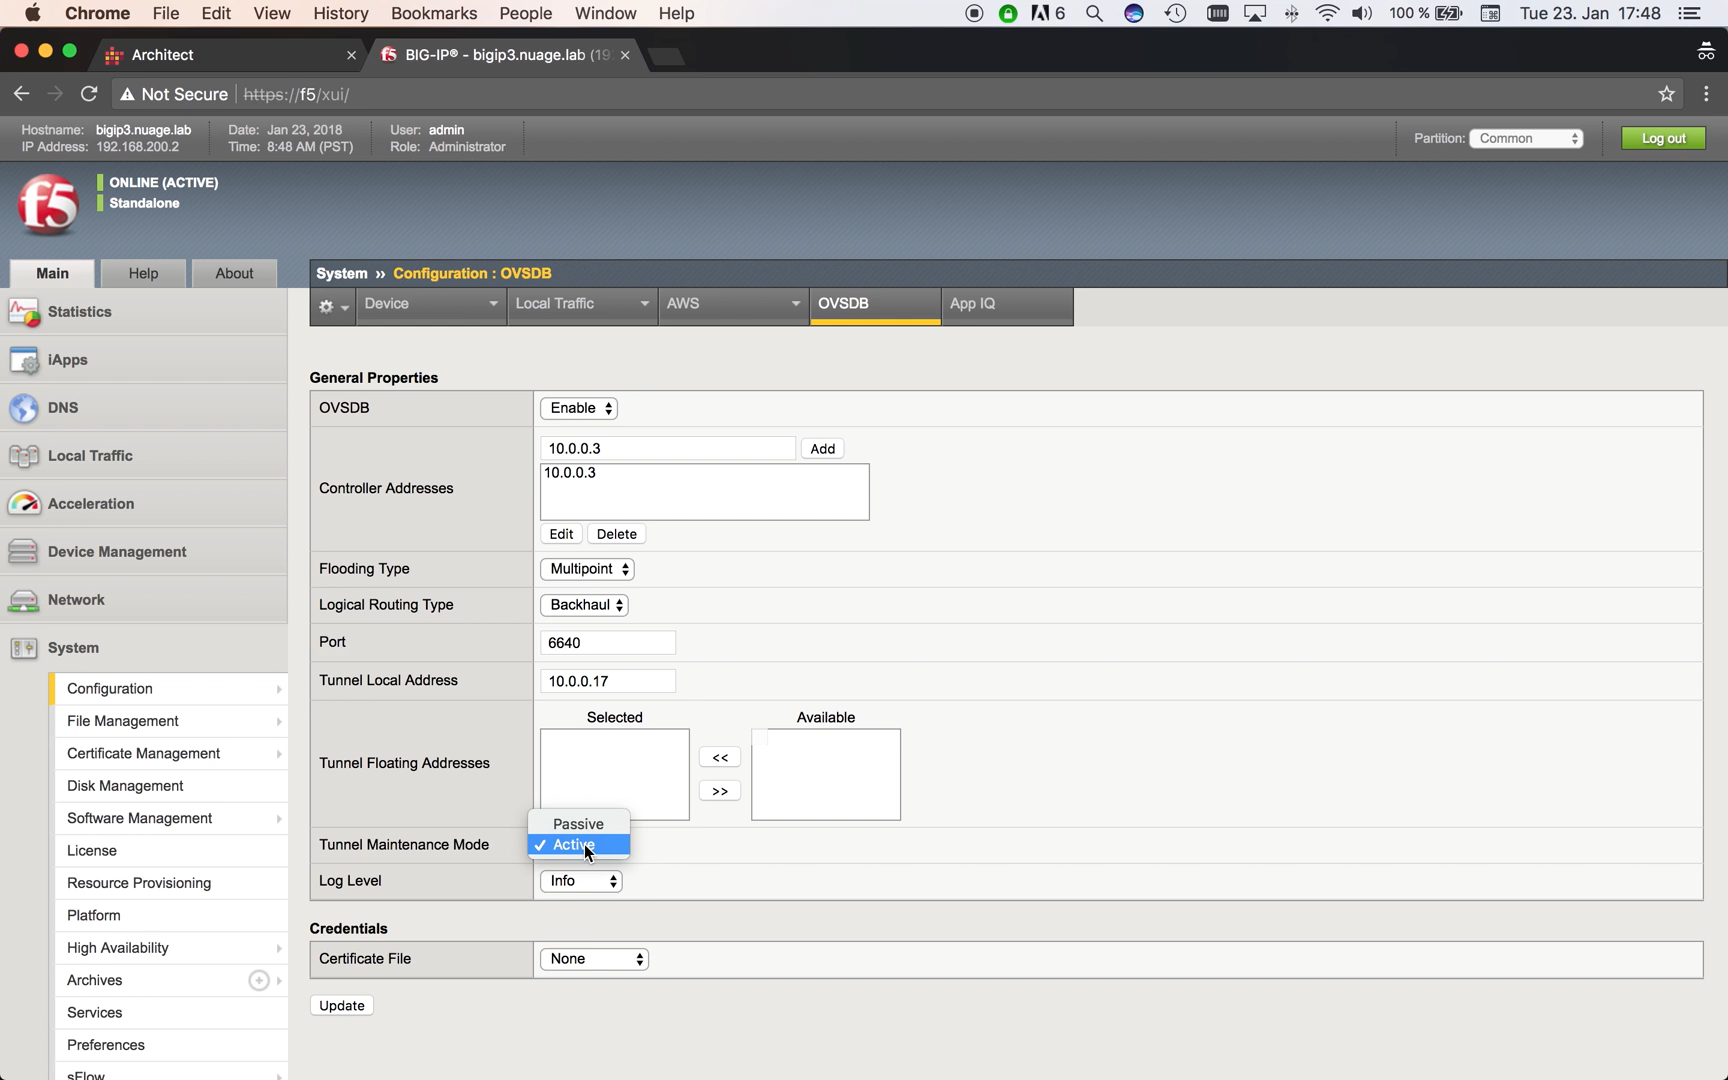 Chrome File Edit View History Bookmarks People Window Help 6 100 % Tue 23. Jan 17:48
Architect BIG-IP® - bigip3.nuage.lab (19
Not Secure https://f5/xui/
Hostname: bigip3.nuage.lab Date: Jan 23, 2018 User: admin
IP Address: 192.168.200.2 Time: 8:48 AM (PST) Role: Administrator
Partition: Common Log out
f5
ONLINE (ACTIVE)
Standalone
Main Help About
System ›› Configuration : OVSDB
Device Local Traffic AWS OVSDB App IQ
Statistics
iApps
DNS
Local Traffic
Acceleration
Device Management
Network
System
Configuration
File Management
Certificate Management
Disk Management
Software Management
License
Resource Provisioning
Platform
High Availability
Archives
Services
Preferences
sFlow
General Properties
OVSDB Enable
Controller Addresses
10.0.0.3 Add
10.0.0.3
Edit Delete
Flooding Type Multipoint
Logical Routing Type Backhaul
Port 6640
Tunnel Local Address 10.0.0.17
Tunnel Floating Addresses
Selected Available
<<
>>
Tunnel Maintenance Mode
Passive
✓ Active
Log Level Info
Credentials
Certificate File None
Update